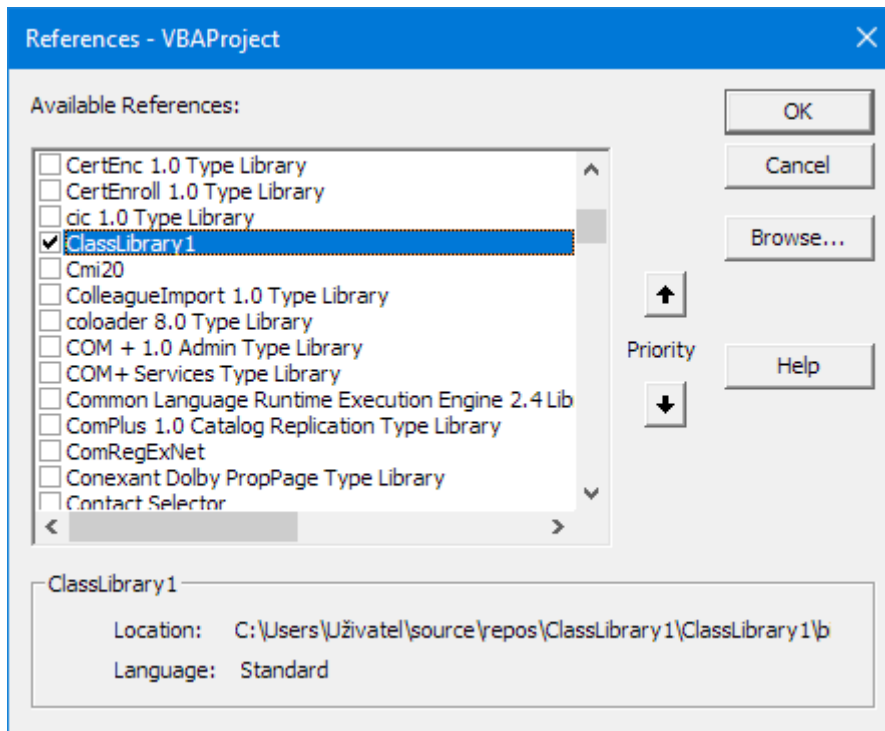 References - VBAProject
Available References:
OK
CertEnc 1.0 Type Library
Cancel
CertEnroll 1.0 Type Library
cic 1.0 Type Library
ClassLibrary1
Browse...
Cmi20
ColleagueImport 1.0 Type Library
coloader 8.0 Type Library
COM + 1.0 Admin Type Library
Priority
COM+ Services Type Library
Help
Common Language Runtime Execution Engine 2.4 Lib
ComPlus 1.0 Catalog Replication Type Library
ComRegExNet
Conexant Dolby PropPage Type Library
Contact Selector
ClassLibrary1
Location: C:\Users\Uživatel\source\repos\ClassLibrary1\ClassLibrary1\b
Language: Standard